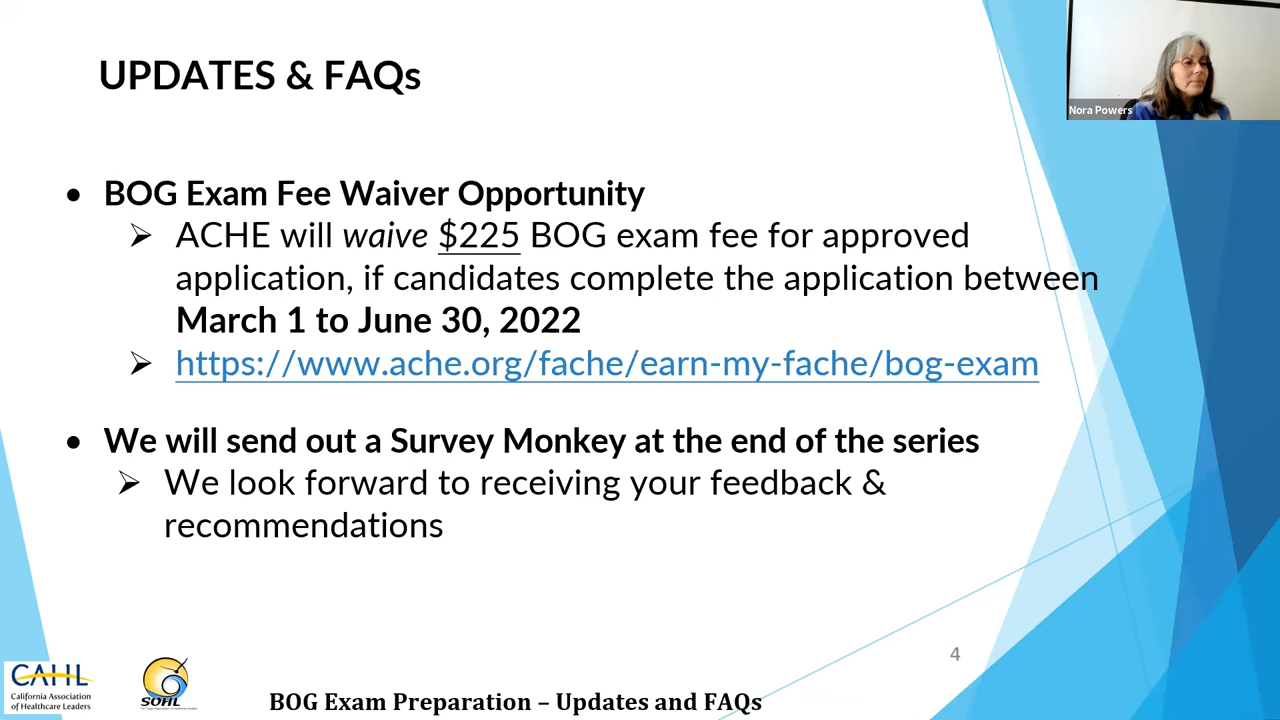 UPDATES & FAQs
Nora Powers
• BOG Exam Fee Waiver Opportunity
➢ ACHE will waive $225 BOG exam fee for approved
application, if candidates complete the application between
March 1 to June 30, 2022
➢ https://www.ache.org/fache/earn-my-fache/bog-exam
• We will send out a Survey Monkey at the end of the series
➢ We look forward to receiving your feedback &
recommendations
4
CAHL
California Association
of Healthcare Leaders
SOHL
BOG Exam Preparation – Updates and FAQs